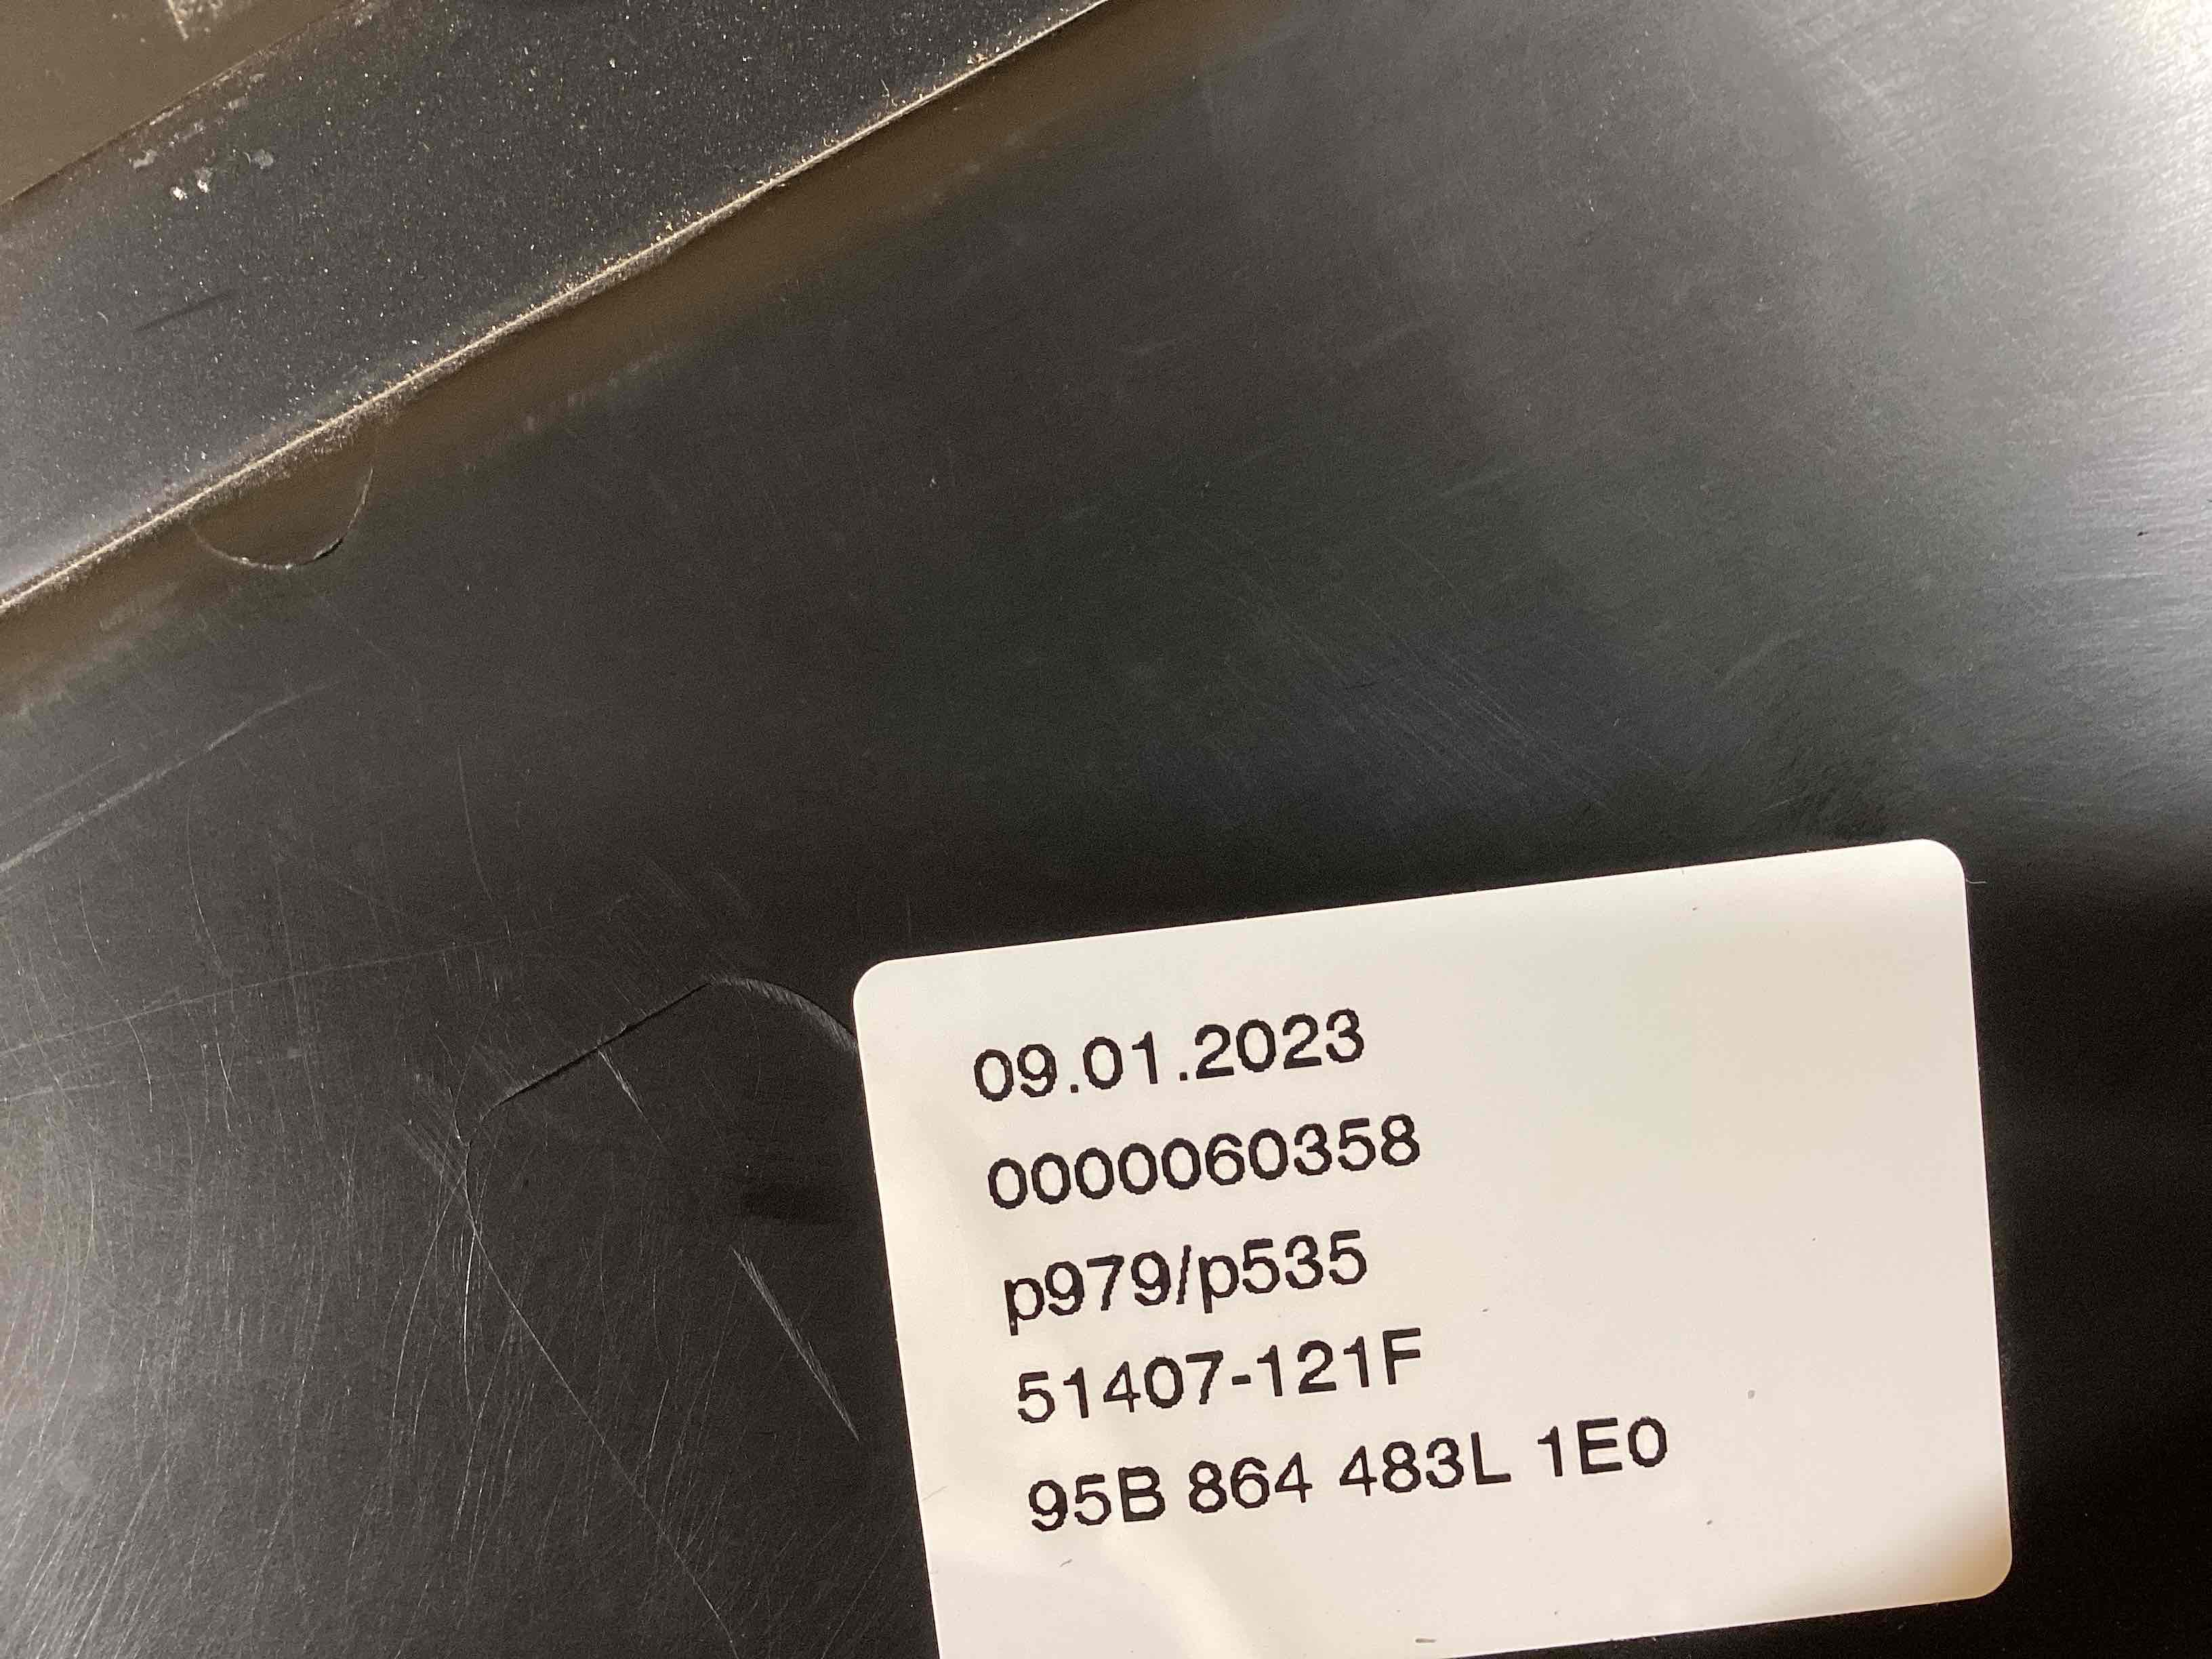 09.01.2023
0000060358
p979/p535
51407-121F
95B 864 483L 1E0